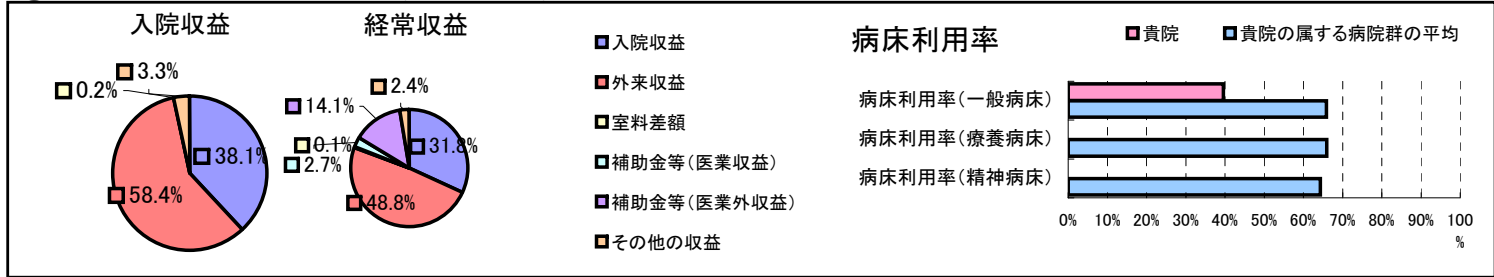 入院収益
3.3%
0.2%
38.1%
58.4%
経常収益
2.4%
14.1%
0.1%
2.7%
31.8%
48.8%
入院収益
外来収益
室料差額
補助金等(医業収益)
補助金等(医業外収益)
その他の収益
病床利用率
貴院
貴院の属する病院群の平均
病床利用率(一般病床)
病床利用率(療養病床)
病床利用率(精神病床)
0% 10% 20% 30% 40% 50% 60% 70% 80% 90% 100
%